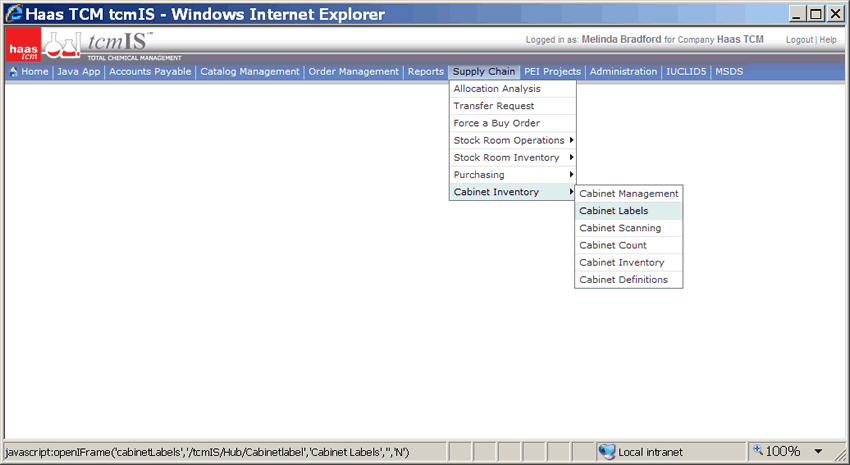 Haas TCM tcmIS - Windows Internet Explorer
haas tcm
tcmIS™
TOTAL CHEMICAL MANAGEMENT
Logged in as: Melinda Bradford for Company Haas TCM
Logout | Help
Home | Java App | Accounts Payable | Catalog Management | Order Management | Reports | Supply Chain | PEI Projects | Administration | IUCLID5 | MSDS
Allocation Analysis
Transfer Request
Force a Buy Order
Stock Room Operations
Stock Room Inventory
Purchasing
Cabinet Inventory
Cabinet Management
Cabinet Labels
Cabinet Scanning
Cabinet Count
Cabinet Inventory
Cabinet Definitions
javascript:openIFrame('cabinetLabels','/tcmIS/Hub/Cabinetlabel','Cabinet Labels','','N')
Local intranet
100%